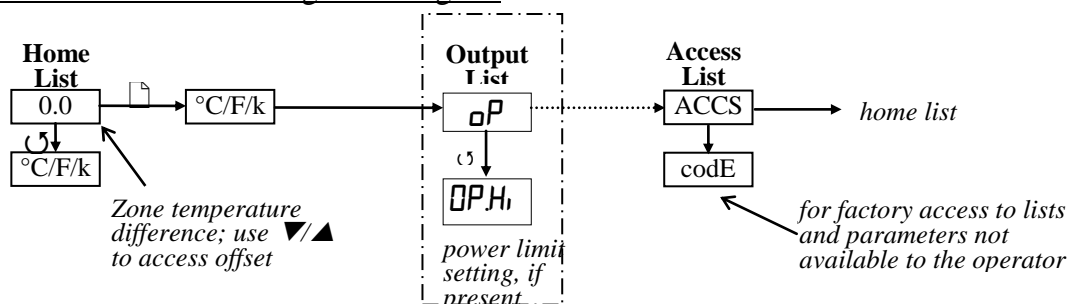 Home
List
0.0
°C/F/k
°C/F/k
Zone temperature
difference; use ▼/▲
to access offset
Output
List
oP
OP.Hi
power limit
setting, if
present
Access
List
ACCS
codE
home list
for factory access to lists
and parameters not
available to the operator